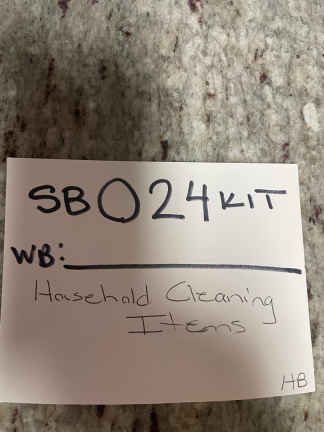 SB024KIT
WB:
Household Cleaning
Items
HB